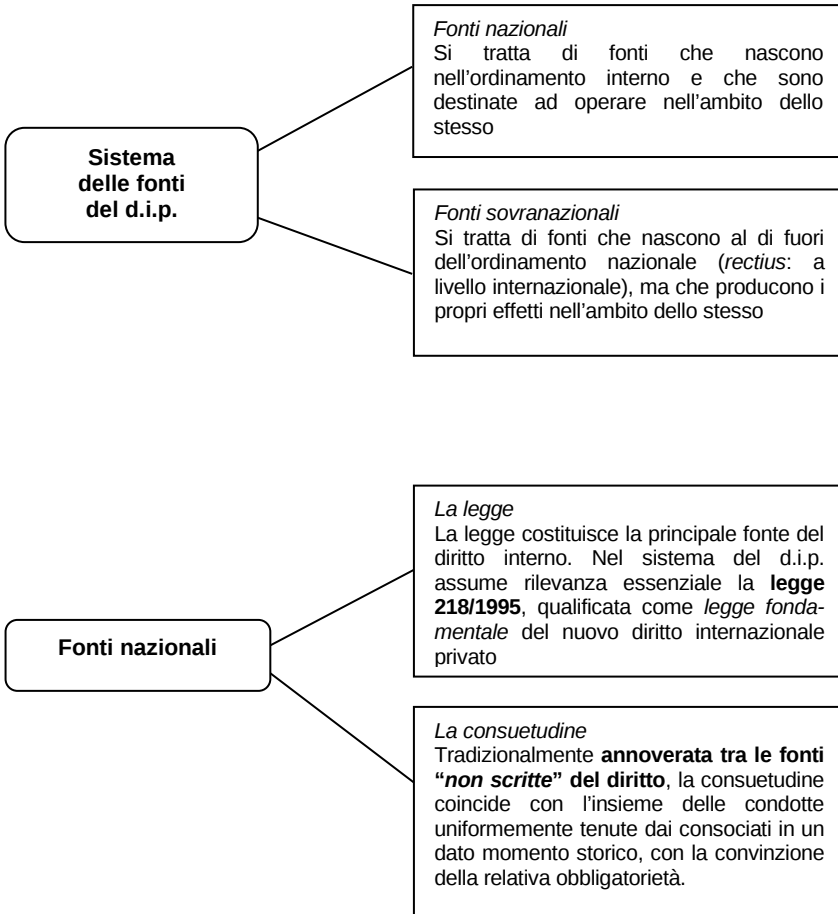 Sistema
delle fonti
del d.i.p.
Fonti nazionali
Si tratta di fonti che nascono
nell’ordinamento interno e che sono
destinate ad operare nell’ambito dello
stesso
Fonti sovranazionali
Si tratta di fonti che nascono al di fuori
dell’ordinamento nazionale (rectius: a
livello internazionale), ma che producono i
propri effetti nell’ambito dello stesso
Fonti nazionali
La legge
La legge costituisce la principale fonte del
diritto interno. Nel sistema del d.i.p.
assume rilevanza essenziale la legge
218/1995, qualificata come legge fonda-
mentale del nuovo diritto internazionale
privato
La consuetudine
Tradizionalmente annoverata tra le fonti
“non scritte” del diritto, la consuetudine
coincide con l’insieme delle condotte
uniformemente tenute dai consociati in un
dato momento storico, con la convinzione
della relativa obbligatorietà.